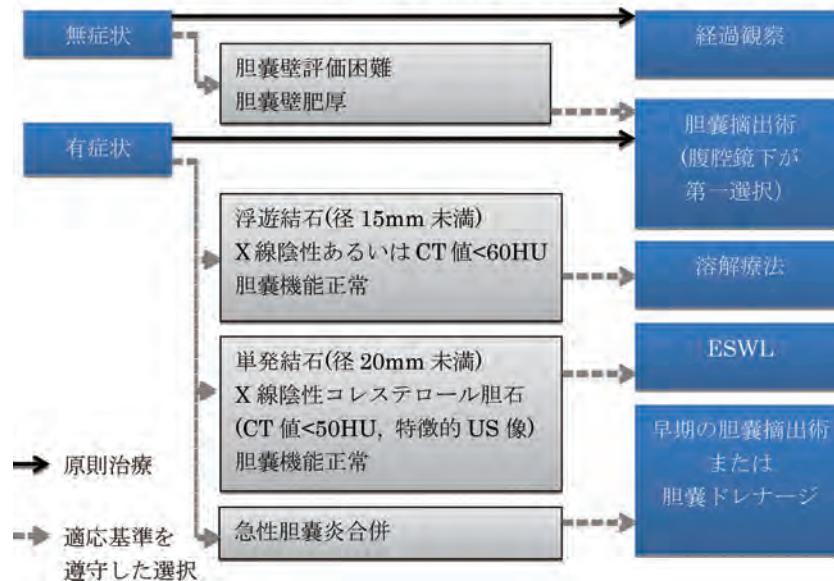 無症状
経過観察
胆嚢壁評価困難
胆嚢壁肥厚
胆嚢摘出術
(腹腔鏡下が
第一選択)
有症状
浮遊結石(径 15mm 未満)
X 線陰性あるいは CT 値<60HU
胆嚢機能正常
溶解療法
単発結石(径 20mm 未満)
X 線陰性コレステロール胆石
(CT 値<50HU, 特徴的 US 像)
胆嚢機能正常
ESWL
急性胆嚢炎合併
早期の胆嚢摘出術
または
胆嚢ドレナージ
原則治療
適応基準を
遵守した選択